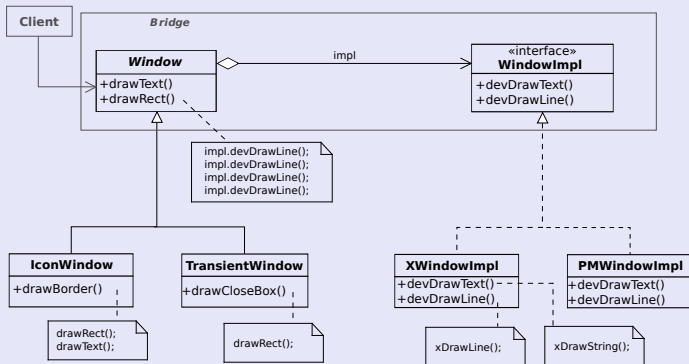 Client
Bridge
Window
+drawText()
+drawRect()
impl
«interface»
WindowImpl
+devDrawText()
+devDrawLine()
impl.devDrawLine();
impl.devDrawLine();
impl.devDrawLine();
impl.devDrawLine();
IconWindow
+drawBorder()
TransientWindow
+drawCloseBox()
XWindowImpl
+devDrawText()
+devDrawLine()
PMWindowImpl
+devDrawText()
+devDrawLine()
drawRect();
drawText();
drawRect();
xDrawLine();
xDrawString();